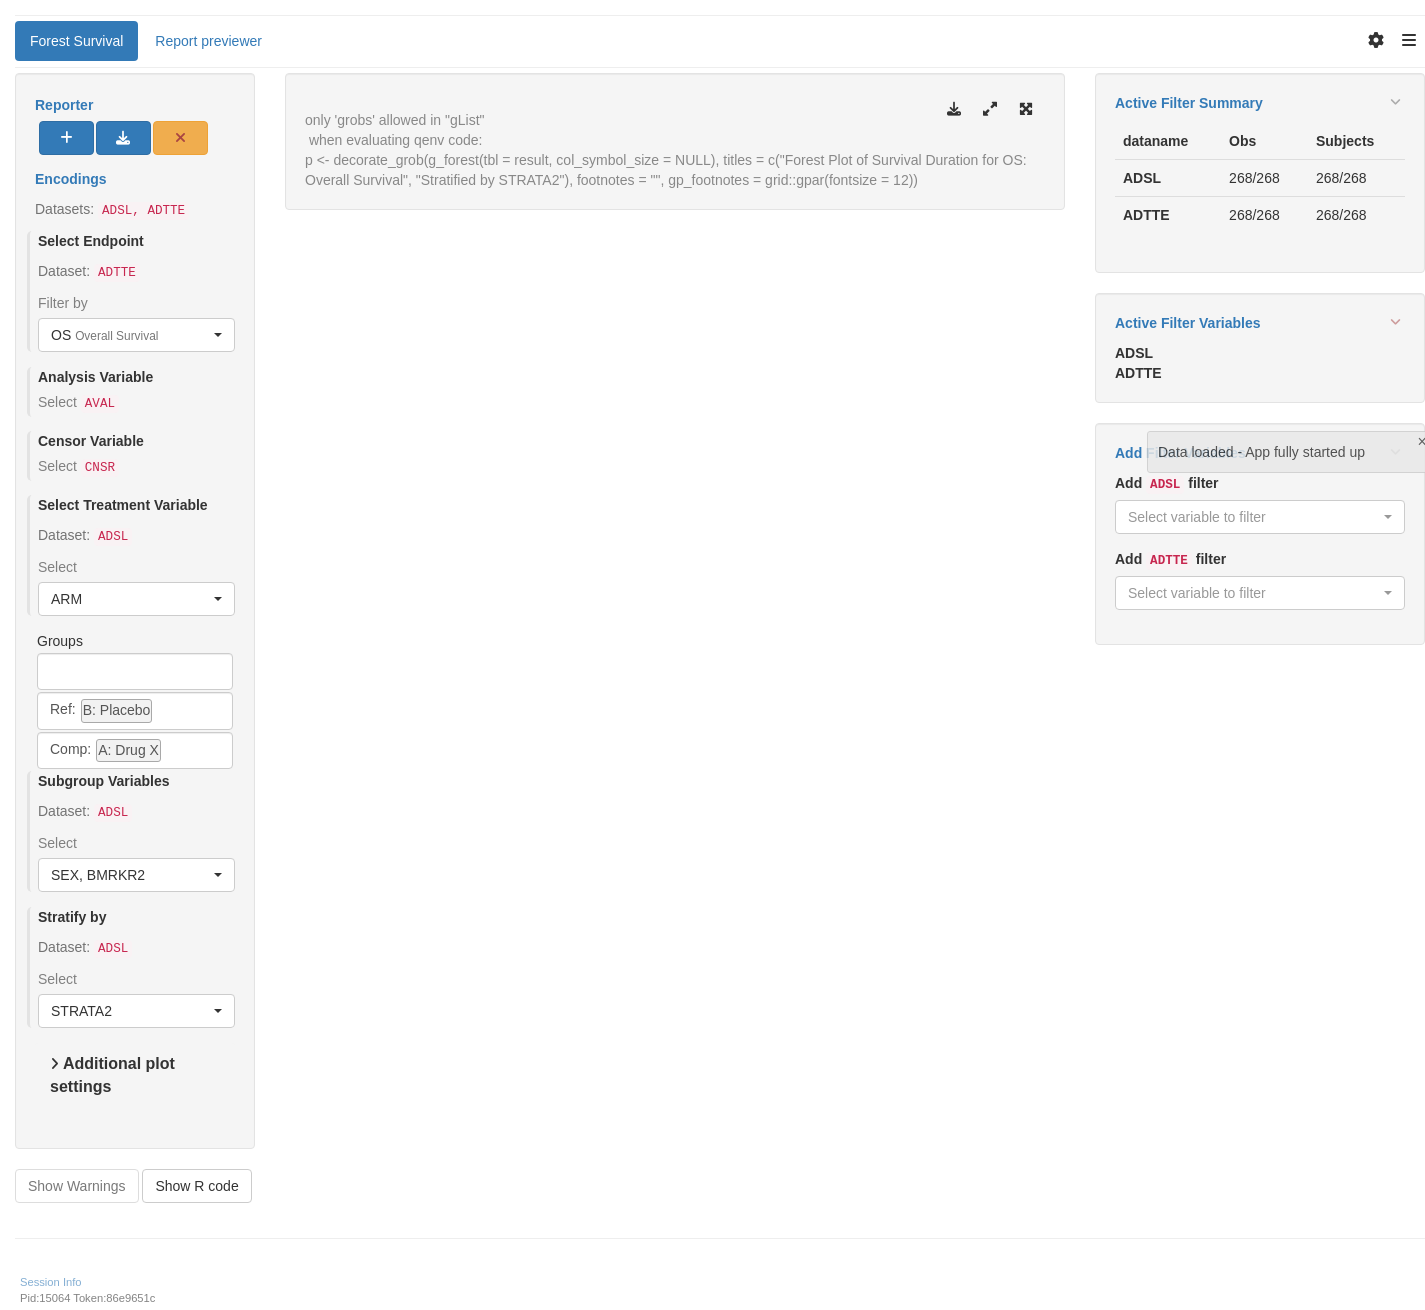 Forest Survival
Report previewer
Reporter
Encodings
Datasets: ADSL, ADTTE
Select Endpoint
Dataset: ADTTE
Filter by
OS Overall Survival
Analysis Variable
Select AVAL
Censor Variable
Select CNSR
Select Treatment Variable
Dataset: ADSL
Select
ARM
Groups
Ref: B: Placebo
Comp: A: Drug X
Subgroup Variables
Dataset: ADSL
Select
SEX, BMRKR2
Stratify by
Dataset: ADSL
Select
STRATA2
Additional plot
settings
Show Warnings
Show R code
only 'grobs' allowed in "gList"
when evaluating qenv code:
p <- decorate_grob(g_forest(tbl = result, col_symbol_size = NULL), titles = c("Forest Plot of Survival Duration for OS:
Overall Survival", "Stratified by STRATA2"), footnotes = "", gp_footnotes = grid::gpar(fontsize = 12))
Active Filter Summary
dataname Obs Subjects
ADSL 268/268 268/268
ADTTE 268/268 268/268
Active Filter Variables
ADSL
ADTTE
Add
Data loaded - App fully started up
×
Add ADSL filter
Select variable to filter
Add ADTTE filter
Select variable to filter
Session Info
Pid:15064 Token:86e9651c